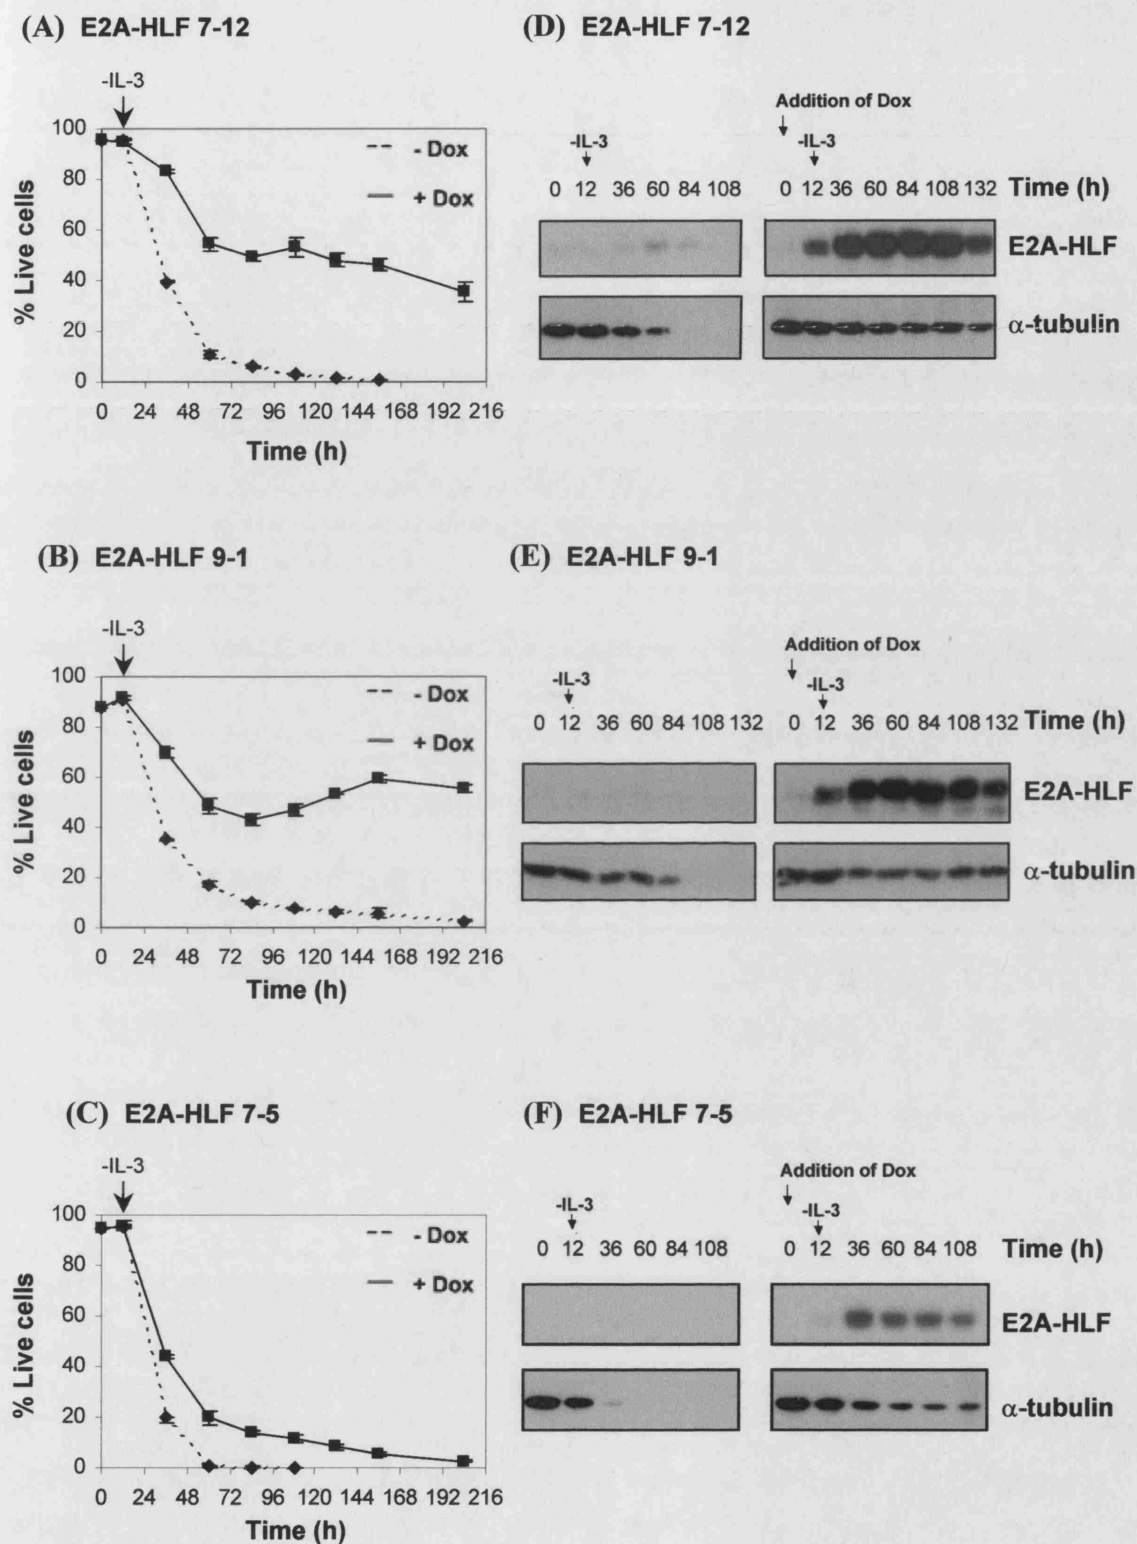 (A) E2A-HLF 7-12
-IL-3
100
80
60
40
20
0
% Live cells
- Dox
+ Dox
0 24 48 72 96 120 144 168 192 216
Time (h)
(D) E2A-HLF 7-12
-IL-3
0 12 36 60 84 108
Addition of Dox
-IL-3
0 12 36 60 84 108 132 Time (h)
E2A-HLF
α-tubulin
(B) E2A-HLF 9-1
-IL-3
100
80
60
40
20
0
% Live cells
- Dox
+ Dox
0 24 48 72 96 120 144 168 192 216
Time (h)
(E) E2A-HLF 9-1
-IL-3
0 12 36 60 84 108 132
Addition of Dox
-IL-3
0 12 36 60 84 108 132 Time (h)
E2A-HLF
α-tubulin
(C) E2A-HLF 7-5
-IL-3
100
80
60
40
20
0
% Live cells
- Dox
+ Dox
0 24 48 72 96 120 144 168 192 216
Time (h)
(F) E2A-HLF 7-5
-IL-3
0 12 36 60 84 108
Addition of Dox
-IL-3
0 12 36 60 84 108 Time (h)
E2A-HLF
α-tubulin